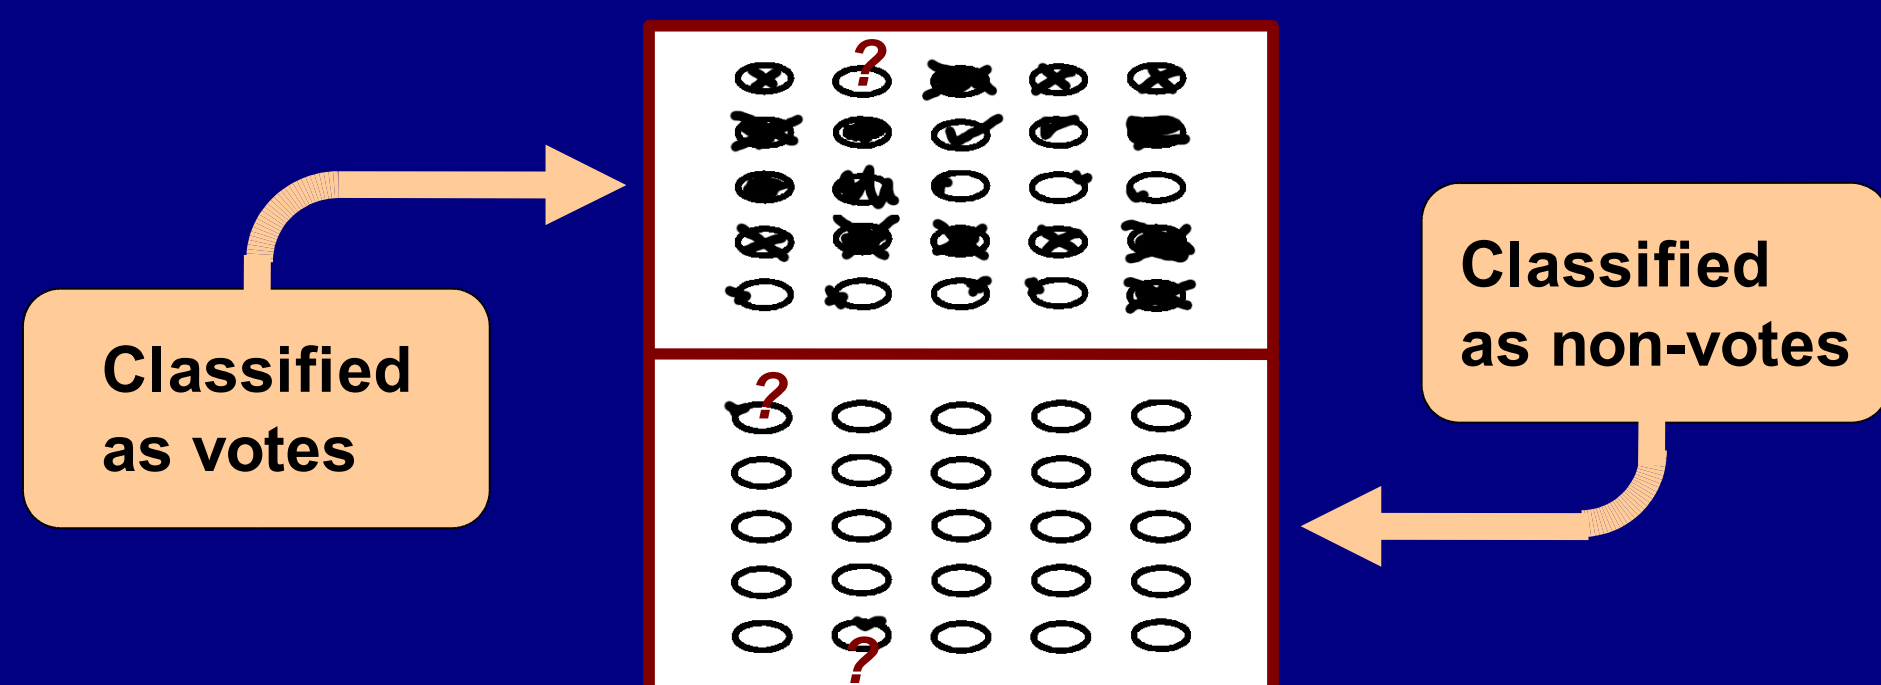 ?
Classified
as votes
Classified
as non-votes
?
?